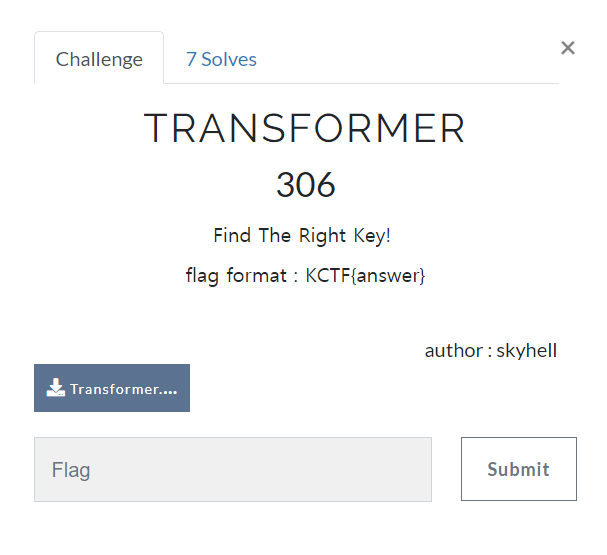 Challenge
7 Solves
×
TRANSFORMER
306
Find The Right Key!
flag format : KCTF{answer}
author : skyhell
Transformer....
Flag
Submit